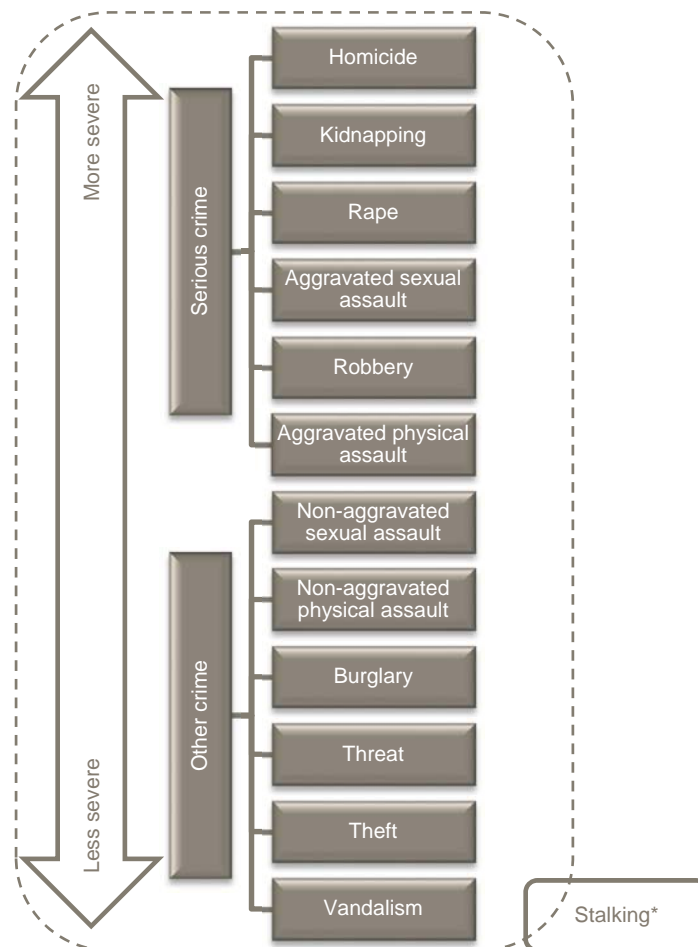 More severe
Less severe
Serious crime
Homicide
Kidnapping
Rape
Aggravated sexual
assault
Robbery
Aggravated physical
assault
Other crime
Non-aggravated
sexual assault
Non-aggravated
physical assault
Burglary
Threat
Theft
Vandalism
Stalking*